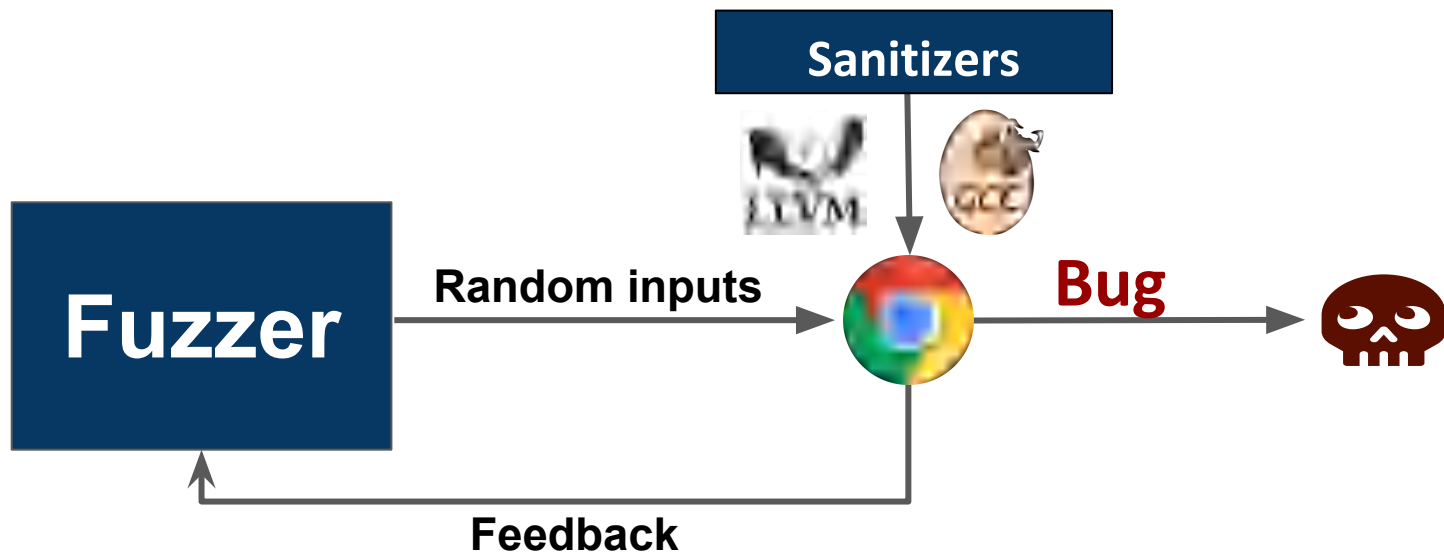 Sanitizers
LLVM
GCC
Fuzzer
Random inputs
Bug
Feedback